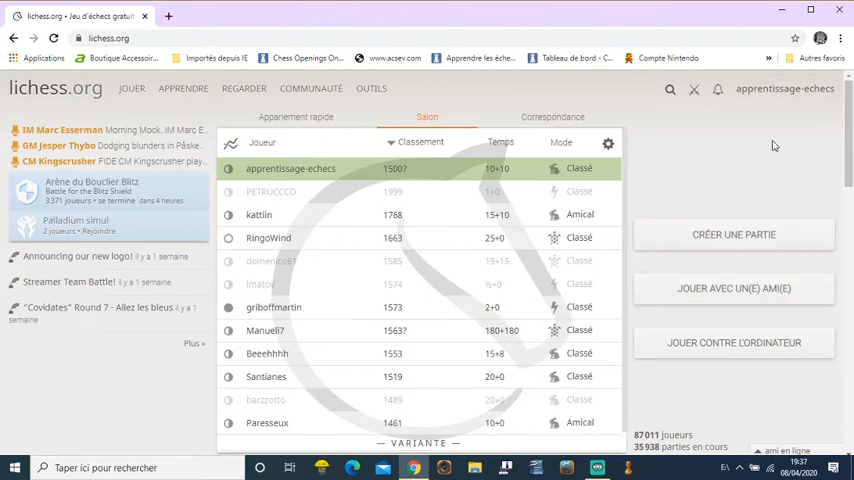 lichess.org • Jeu d'échecs gratuit
lichess.org
Applications
Boutique Accessoir...
Importés depuis IE
Chess Openings On...
www.acsev.com
Apprendre les éche...
Tableau de bord - C...
Compte Nintendo
»
Autres favoris
lichess.org
JOUER
APPRENDRE
REGARDER
COMMUNAUTÉ
OUTILS
apprentissage-echecs
IM Marc Esserman Morning Mock...IM Marc E...
GM Jesper Thybo Dodging blunders in Påske...
CM Kingscrusher FIDE CM Kingscrusher play...
Arène du Bouclier Blitz
Battle for the Blitz Shield
3 371 joueurs • se termine dans 4 heures
Palladium simul
2 joueurs • Rejoindre
Announcing our new logo! il y a 1 semaine
Streamer Team Battle! il y a 1 semaine
"Covidates" Round 7 - Allez les bleus il y a 1
semaine
Plus »
Appariement rapide
Salon
Correspondance
Joueur Classement Temps Mode
apprentissage-echecs 1500? 10+10 Classé
PETRUCCCO 1999 1+0 Classé
kattiin 1768 15+10 Amical
RingoWind 1663 25+0 Classé
domenico61 1585 15+15 Classé
lmatov 1574 ½+0 Classé
griboffmartin 1573 2+0 Classé
Manueli7 1563? 180+180 Classé
Beeehhhh 1553 15+8 Classé
Santianes 1519 20+0 Classé
barzzotto 1489 20+0 Classé
Paresseux 1461 10+0 Amical
— VARIANTE —
CRÉER UNE PARTIE
JOUER AVEC UN(E) AMI(E)
JOUER CONTRE L'ORDINATEUR
87 011 joueurs
35 938 parties en cours
ami en ligne
Taper ici pour rechercher
E:\
19:37
08/04/2020